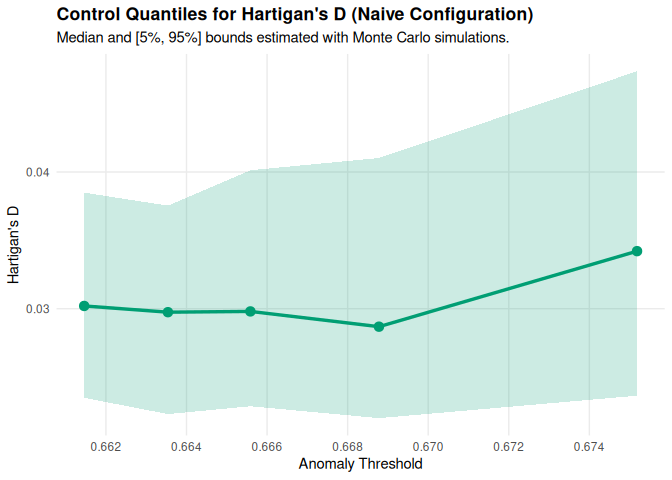 Control Quantiles for Hartigan's D (Naive Configuration)
Median and [5%, 95%] bounds estimated with Monte Carlo simulations.
Hartigan's D
0.04
0.03
0.662 0.664 0.666 0.668 0.670 0.672 0.674
Anomaly Threshold